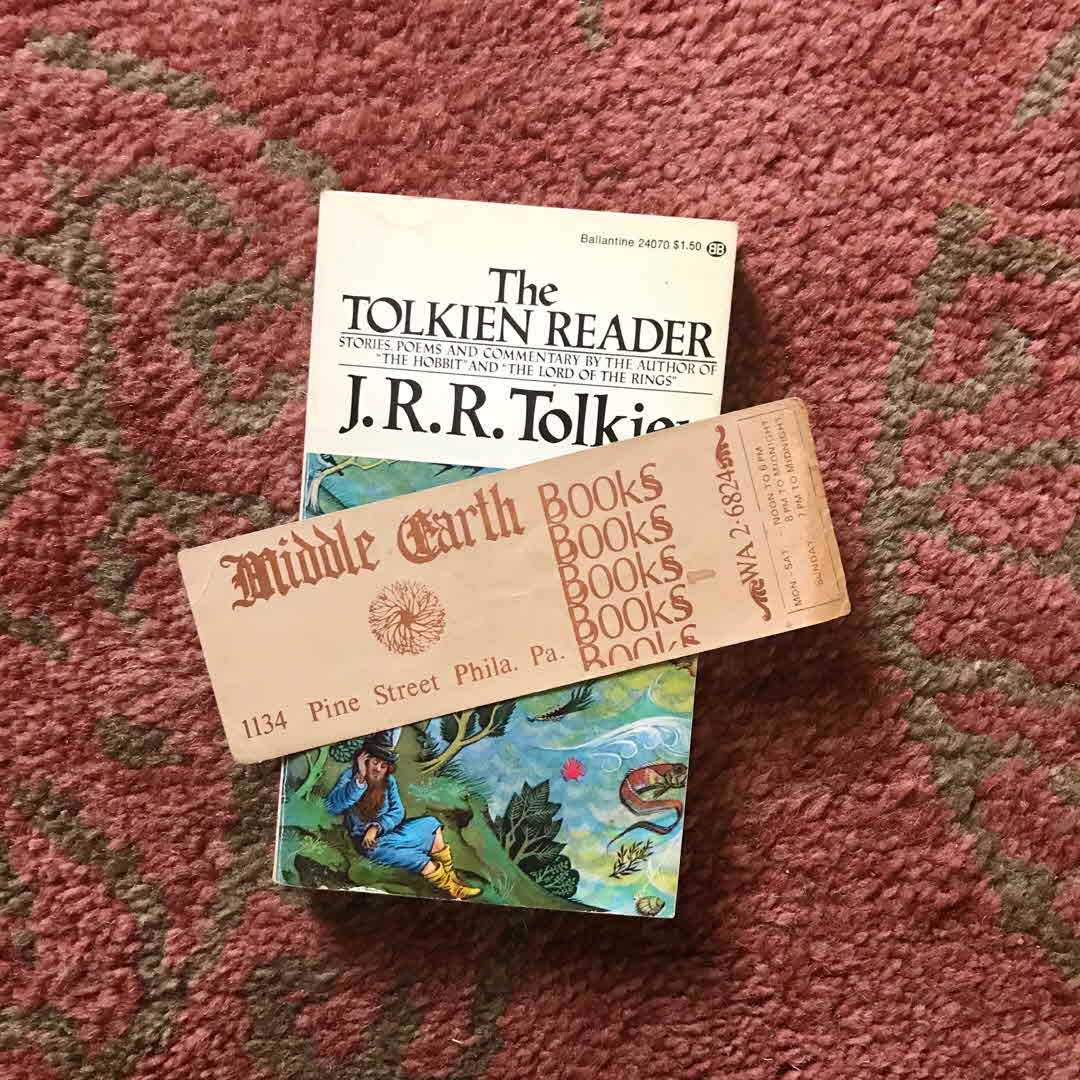 Ballantine 24070 $1.50 BB
The
TOLKIEN READER
STORIES, POEMS AND COMMENTARY BY THE AUTHOR OF
"THE HOBBIT" AND "THE LORD OF THE RINGS"
J.R.R. Tolkien
Middle Earth
Books
Books
Books
Books
Books
1134 Pine Street Phila. Pa.
WA 2·6824
MON. - SAT. - NOON TO 6 PM
8 PM TO MIDNIGHT
SUNDAY 7 PM TO MIDNIGHT